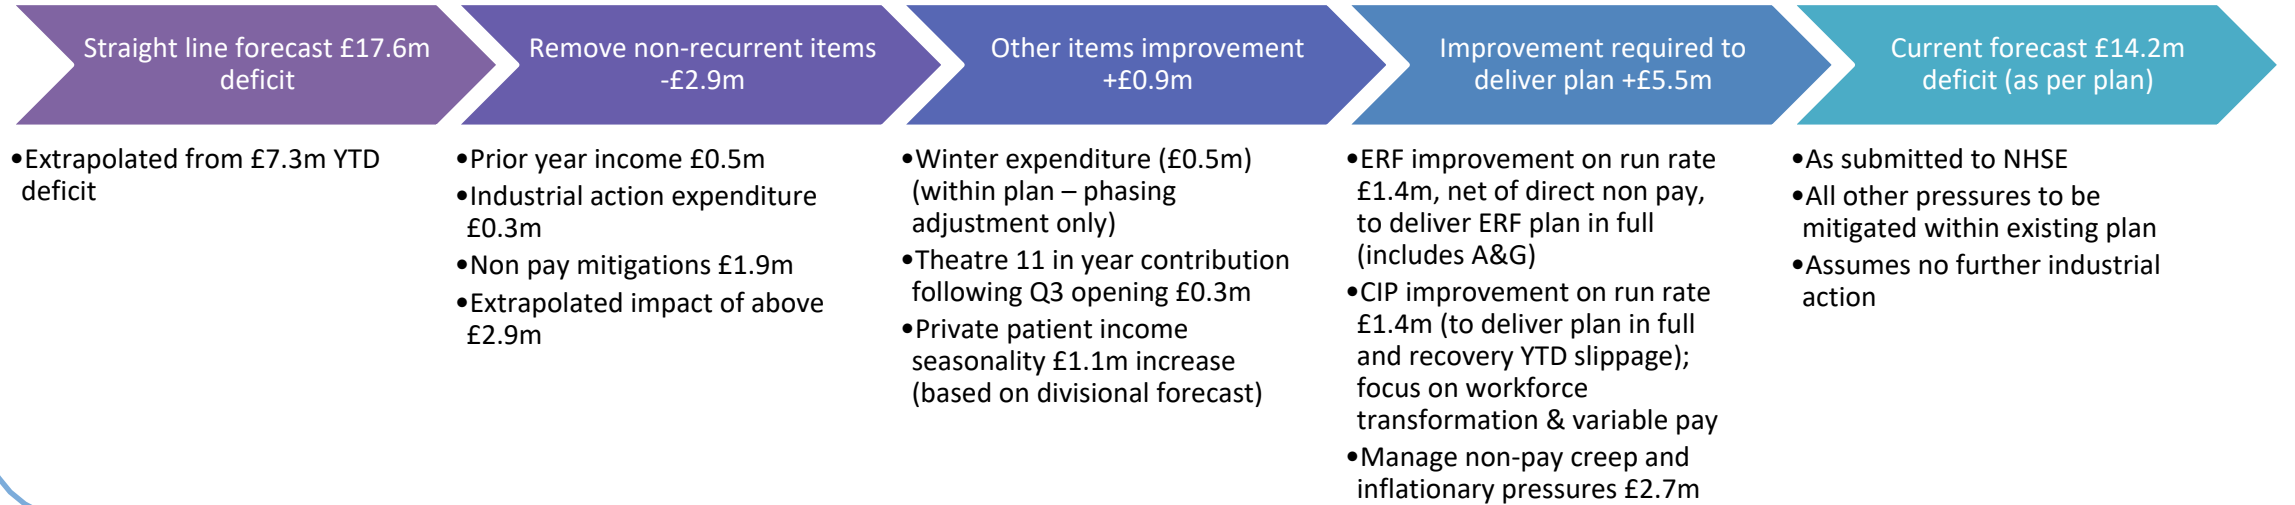 Straight line forecast £17.6m
deficit
•Extrapolated from £7.3m YTD
deficit
Remove non-recurrent items
-£2.9m
•Prior year income £0.5m
•Industrial action expenditure
£0.3m
•Non pay mitigations £1.9m
•Extrapolated impact of above
£2.9m
Other items improvement
+£0.9m
•Winter expenditure (£0.5m)
(within plan – phasing
adjustment only)
•Theatre 11 in year contribution
following Q3 opening £0.3m
•Private patient income
seasonality £1.1m increase
(based on divisional forecast)
Improvement required to
deliver plan +£5.5m
•ERF improvement on run rate
£1.4m, net of direct non pay,
to deliver ERF plan in full
(includes A&G)
•CIP improvement on run rate
£1.4m (to deliver plan in full
and recovery YTD slippage);
focus on workforce
transformation & variable pay
•Manage non-pay creep and
inflationary pressures £2.7m
Current forecast £14.2m
deficit (as per plan)
•As submitted to NHSE
•All other pressures to be
mitigated within existing plan
•Assumes no further industrial
action